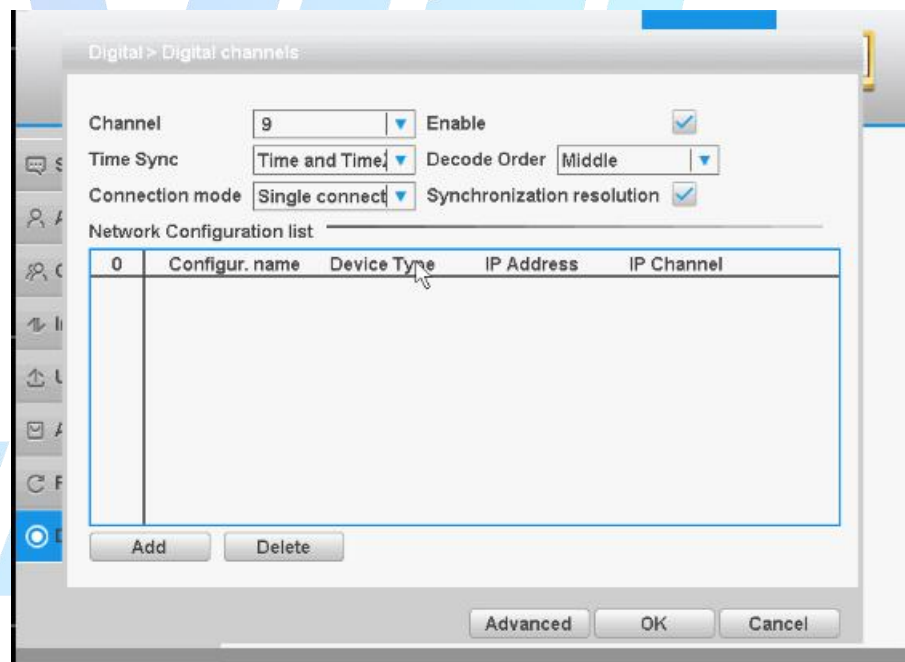 Digital > Digital channels
Channel 9 Enable
Time Sync Time and Time Decode Order Middle
Connection mode Single connect Synchronization resolution
Network Configuration list
0 Configur. name Device Type IP Address IP Channel
Add Delete
Advanced OK Cancel